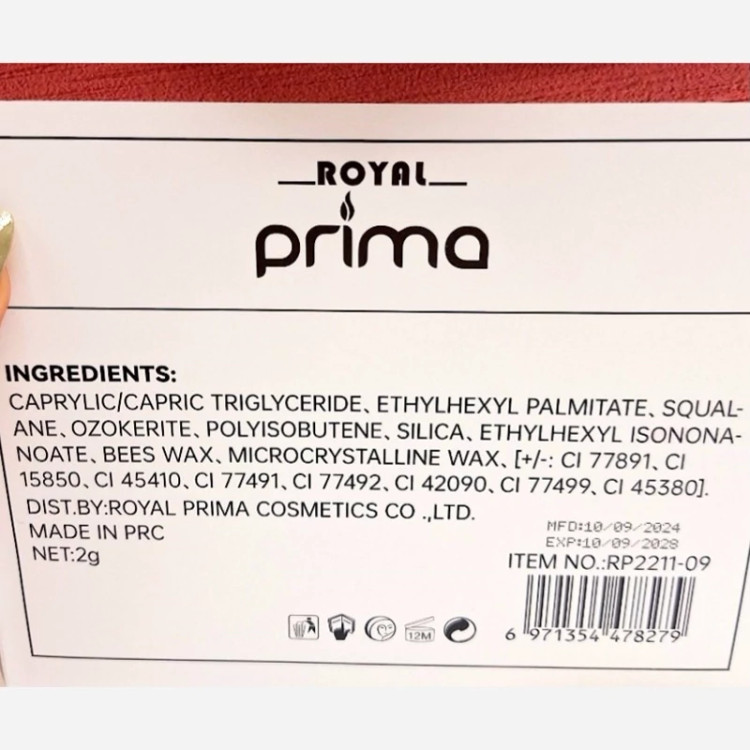 ROYAL
prima
INGREDIENTS:
CAPRYLIC/CAPRIC TRIGLYCERIDE、ETHYLHEXYL PALMITATE、SQUAL-
ANE、OZOKERITE、POLYISOBUTENE、SILICA、ETHYLHEXYL ISONONA-
NOATE、BEES WAX、MICROCRYSTALLINE WAX、[+/-: CI 77891、CI
15850、CI 45410、CI 77491、CI 77492、CI 42090、CI 77499、CI 45380].
DIST.BY:ROYAL PRIMA COSMETICS CO .,LTD.
MADE IN PRC
NET:2g
MFD:10/09/2024
EXP:10/09/2028
ITEM NO.:RP2211-09
12M
6 971354 478279